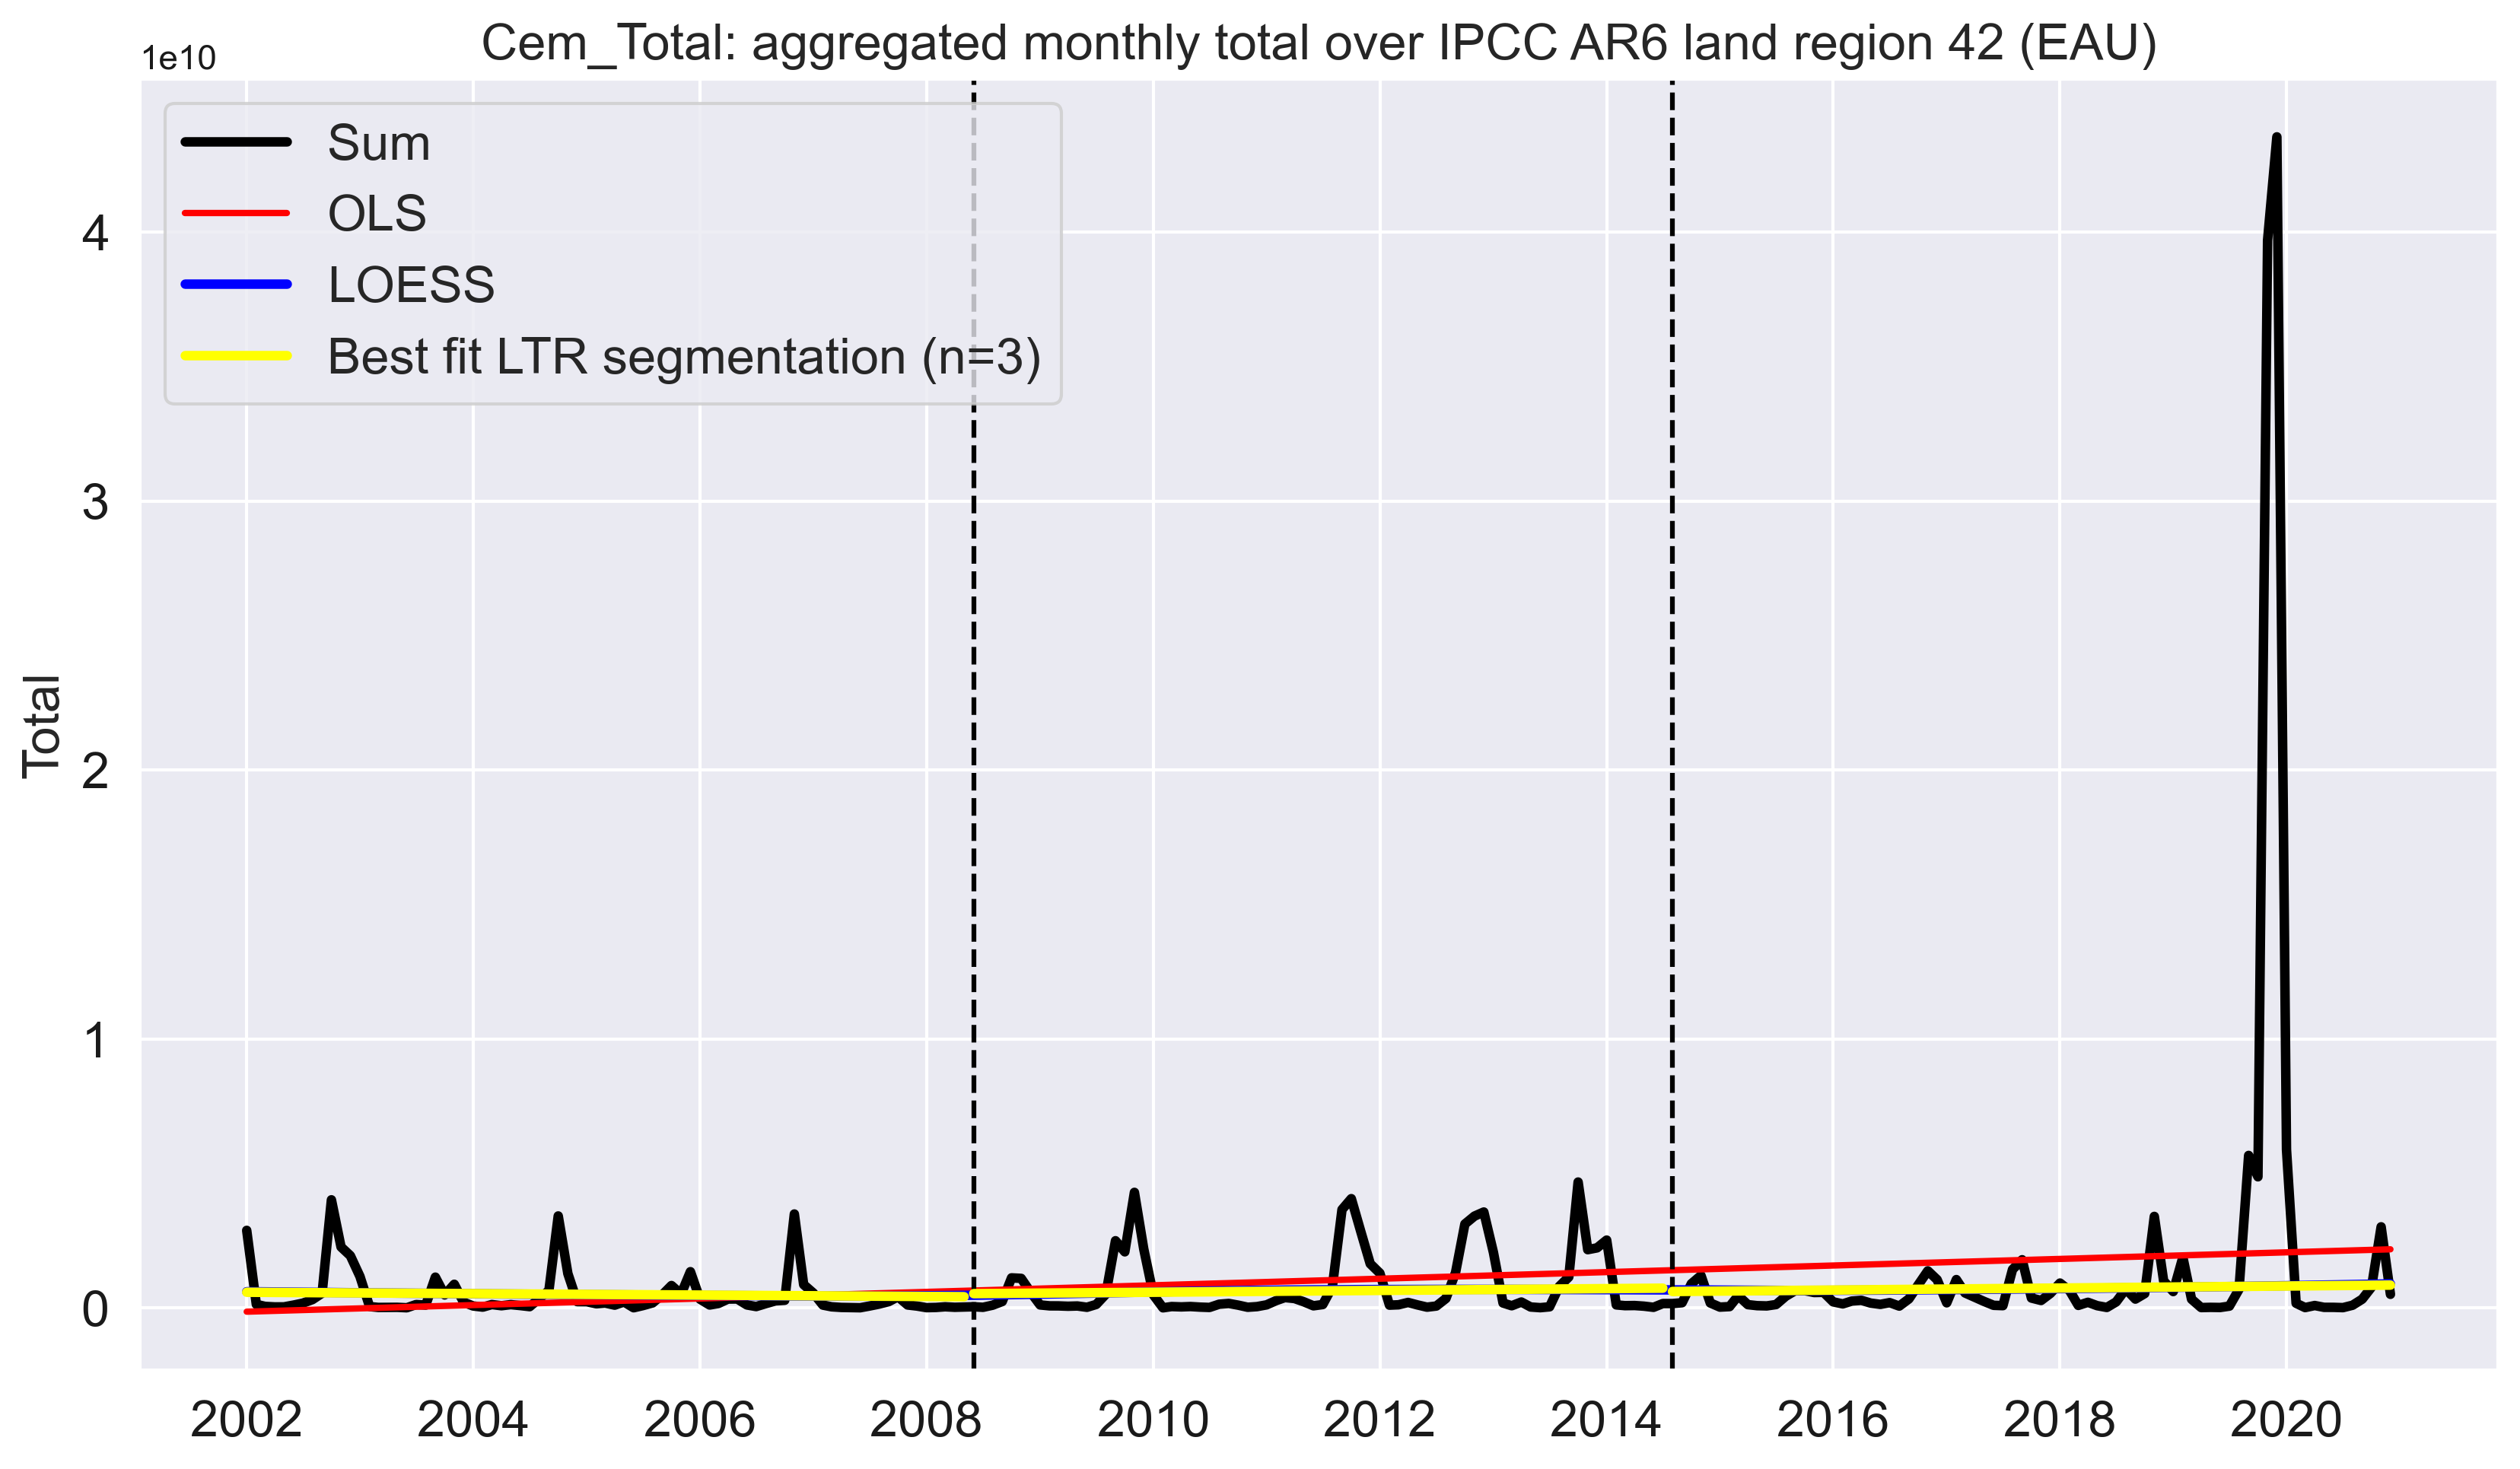 Cem_Total: aggregated monthly total over IPCC AR6 land region 42 (EAU)
1e10
Sum
OLS
LOESS
Best fit LTR segmentation (n=3)
4
3
2
1
0
Total
2002 2004 2006 2008 2010 2012 2014 2016 2018 2020